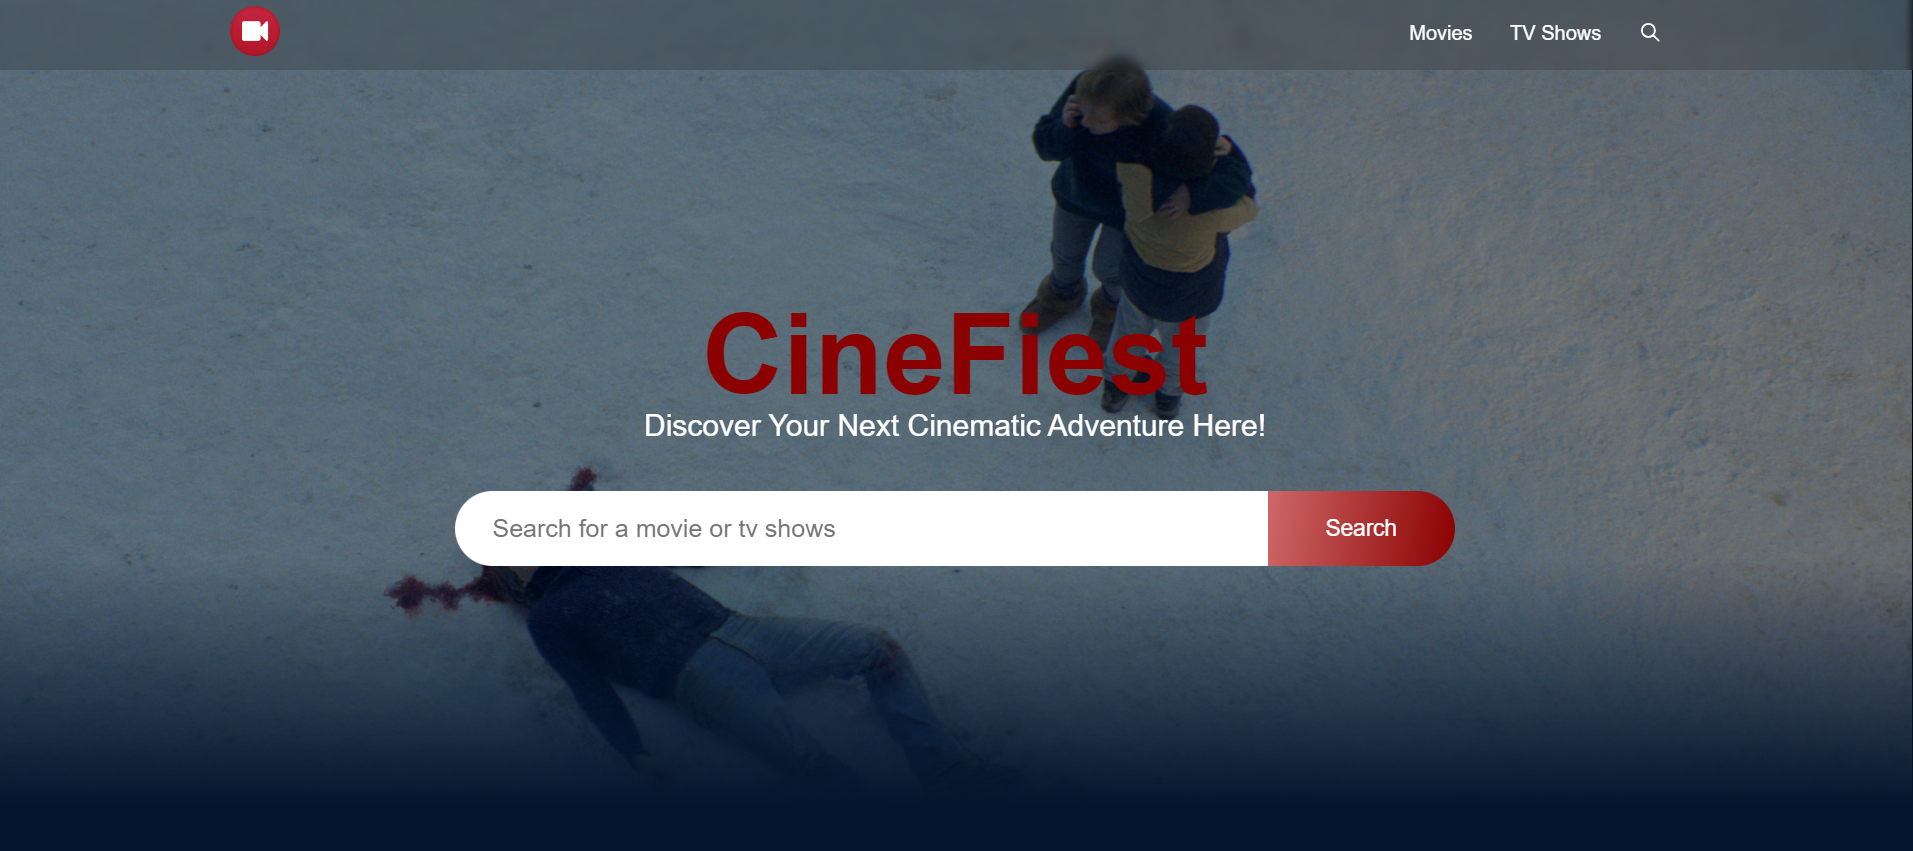 Movies TV Shows
CineFiest
Discover Your Next Cinematic Adventure Here!
Search for a movie or tv shows Search